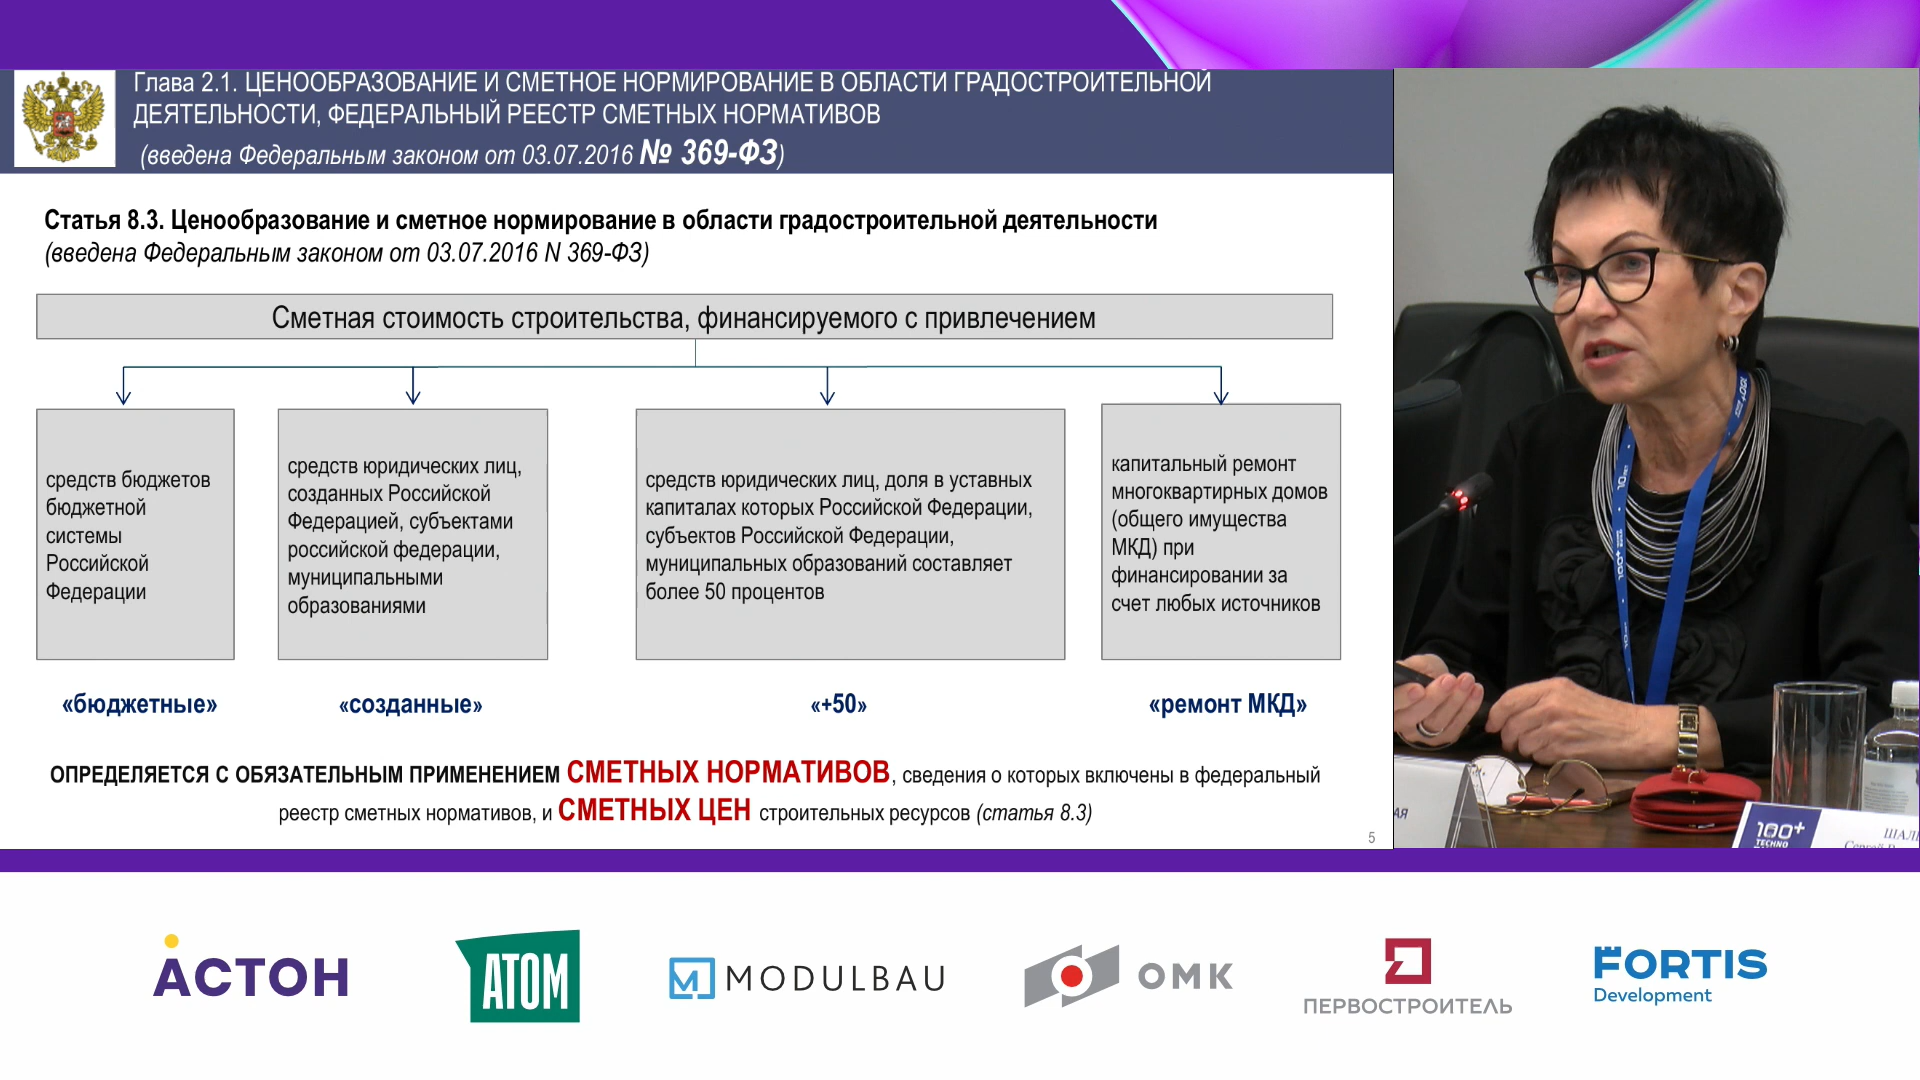 Глава 2.1. ЦЕНООБРАЗОВАНИЕ И СМЕТНОЕ НОРМИРОВАНИЕ В ОБЛАСТИ ГРАДОСТРОИТЕЛЬНОЙ
ДЕЯТЕЛЬНОСТИ, ФЕДЕРАЛЬНЫЙ РЕЕСТР СМЕТНЫХ НОРМАТИВОВ
(введена Федеральным законом от 03.07.2016 № 369-ФЗ)
Статья 8.3. Ценообразование и сметное нормирование в области градостроительной деятельности
(введена Федеральным законом от 03.07.2016 N 369-ФЗ)
Сметная стоимость строительства, финансируемого с привлечением
средств бюджетов
бюджетной
системы
Российской
Федерации
средств юридических лиц,
созданных Российской
Федерацией, субъектами
российской федерации,
муниципальными
образованиями
средств юридических лиц, доля в уставных
капиталах которых Российской Федерации,
субъектов Российской Федерации,
муниципальных образований составляет
более 50 процентов
капитальный ремонт
многоквартирных домов
(общего имущества
МКД) при
финансировании за
счет любых источников
«бюджетные»
«созданные»
«+50»
«ремонт МКД»
ОПРЕДЕЛЯЕТСЯ С ОБЯЗАТЕЛЬНЫМ ПРИМЕНЕНИЕМ СМЕТНЫХ НОРМАТИВОВ, сведения о которых включены в федеральный
реестр сметных нормативов, и СМЕТНЫХ ЦЕН строительных ресурсов (статья 8.3)
5
100+
TECHNO
АСТОН
АТОМ
MODULBAU
ОМК
ПЕРВОСТРОИТЕЛЬ
FORTIS
Development